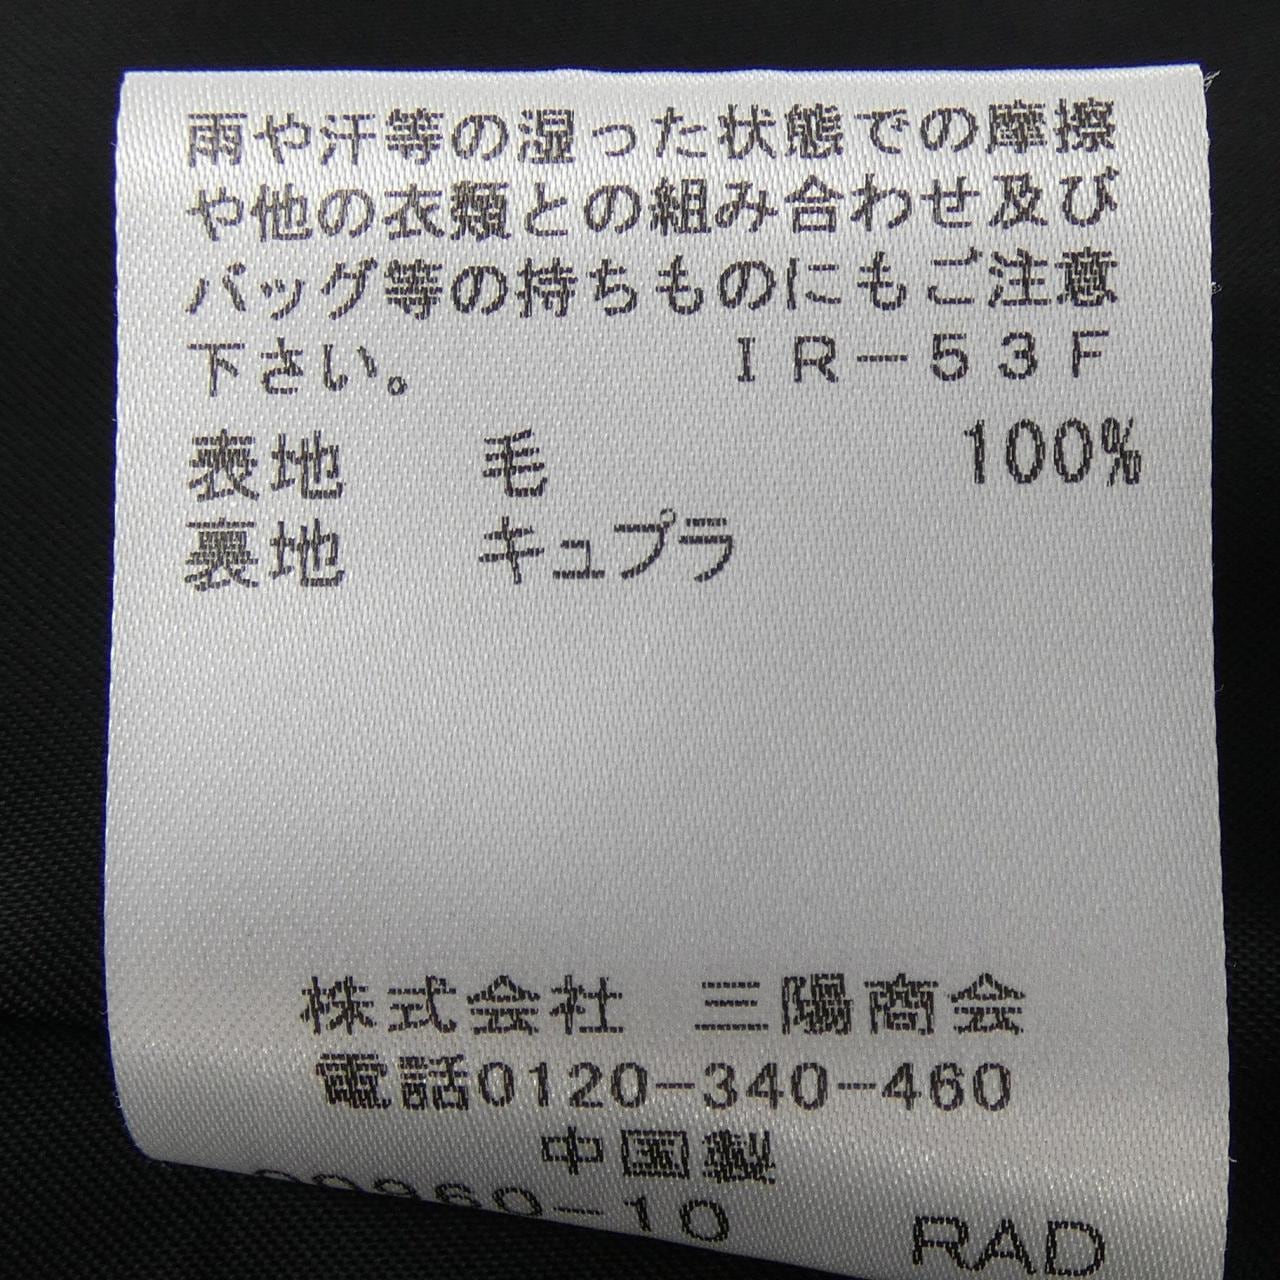 雨や汗等の湿った状態での摩擦
や他の衣類との組み合わせ及び
バッグ等の持ちものにもご注意
下さい。 IR-53F
表地 毛 100%
裏地 キュプラ
株式会社 三陽商会
電話0120-340-460
中国製
RAD